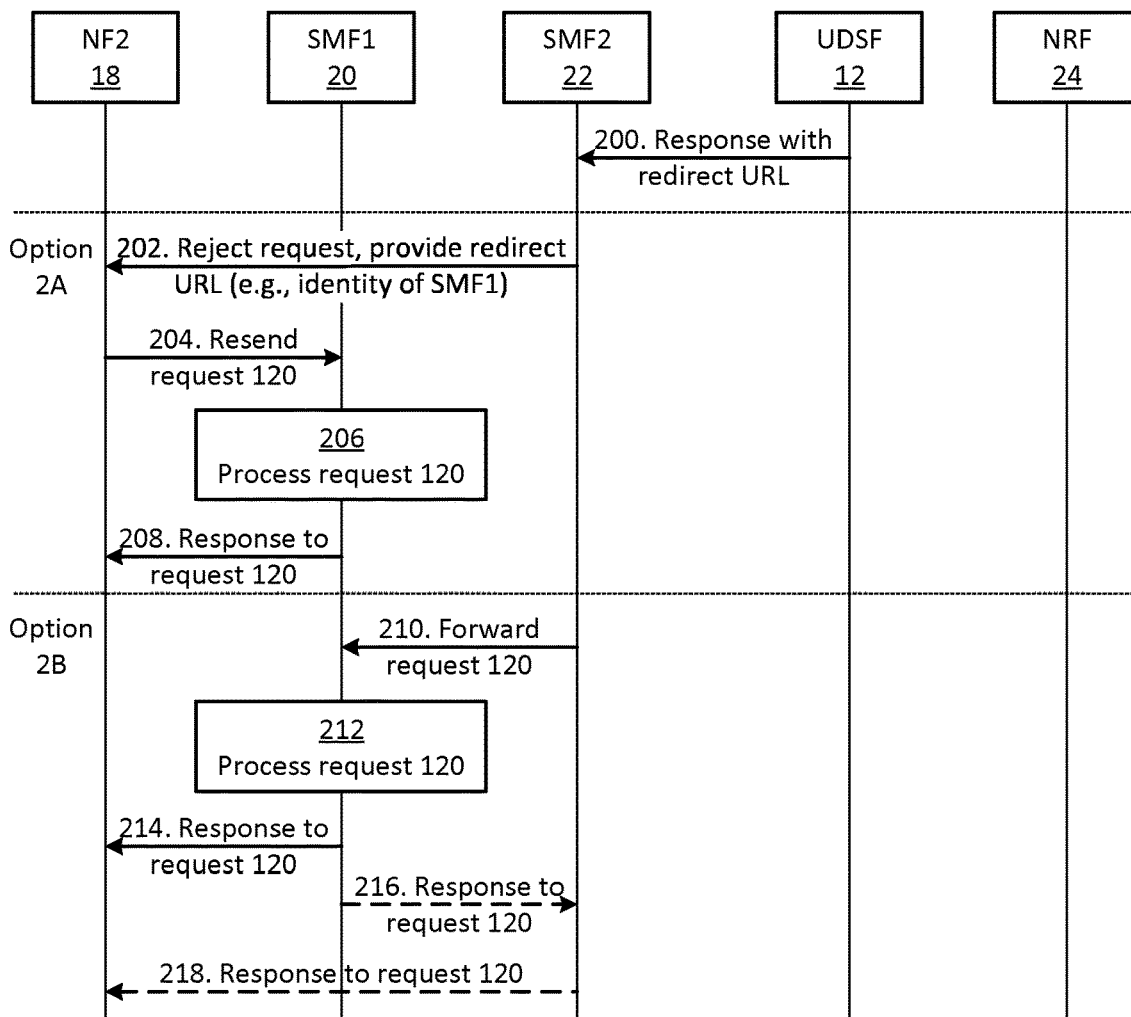 NF2
18
SMF1
20
SMF2
22
UDSF
12
NRF
24
200. Response with
redirect URL
Option
2A
202. Reject request, provide redirect
URL (e.g., identity of SMF1)
204. Resend
request 120
206
Process request 120
208. Response to
request 120
Option
2B
210. Forward
request 120
212
Process request 120
214. Response to
request 120
216. Response to
request 120
218. Response to request 120